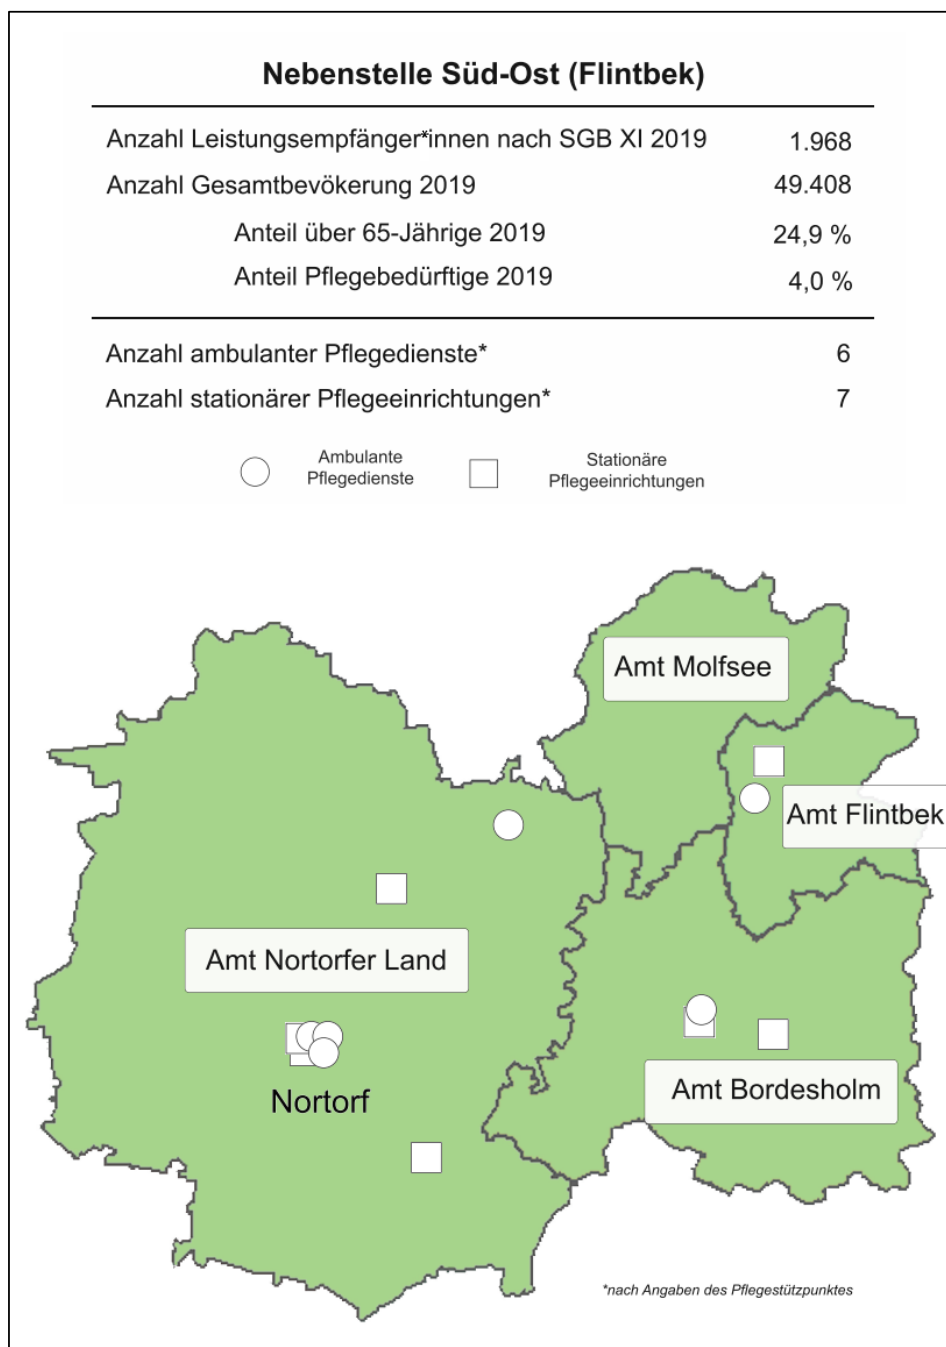 Nebenstelle Süd-Ost (Flintbek)
Anzahl Leistungsempfänger*innen nach SGB XI 2019 1.968
Anzahl Gesamtbevökerung 2019 49.408
Anteil über 65-Jährige 2019 24,9 %
Anteil Pflegebedürftige 2019 4,0 %
Anzahl ambulanter Pflegedienste* 6
Anzahl stationärer Pflegeeinrichtungen* 7
Ambulante
Pflegedienste
Stationäre
Pflegeeinrichtungen
Amt Molfsee
Amt Flintbek
Amt Nortorfer Land
Nortorf
Amt Bordesholm
*nach Angaben des Pflegestützpunktes